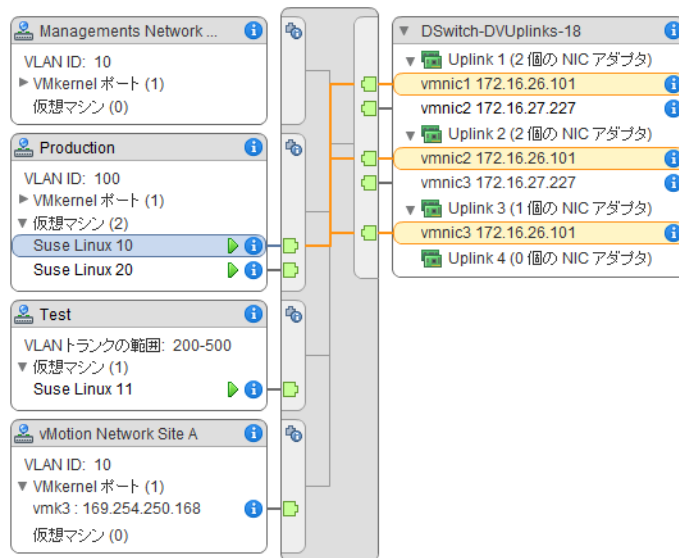 Managements Network ...
VLAN ID: 10
VMkernel ポート (1)
仮想マシン (0)
Production
VLAN ID: 100
VMkernel ポート (1)
仮想マシン (2)
Suse Linux 10
Suse Linux 20
Test
VLANトランクの範囲: 200-500
仮想マシン (1)
Suse Linux 11
vMotion Network Site A
VLAN ID: 10
VMkernel ポート (1)
vmk3 : 169.254.250.168
仮想マシン (0)
DSwitch-DVUplinks-18
Uplink 1 (2 個の NIC アダプタ)
vmnic1 172.16.26.101
vmnic2 172.16.27.227
Uplink 2 (2 個の NIC アダプタ)
vmnic2 172.16.26.101
vmnic3 172.16.27.227
Uplink 3 (1 個の NIC アダプタ)
vmnic3 172.16.26.101
Uplink 4 (0 個の NIC アダプタ)